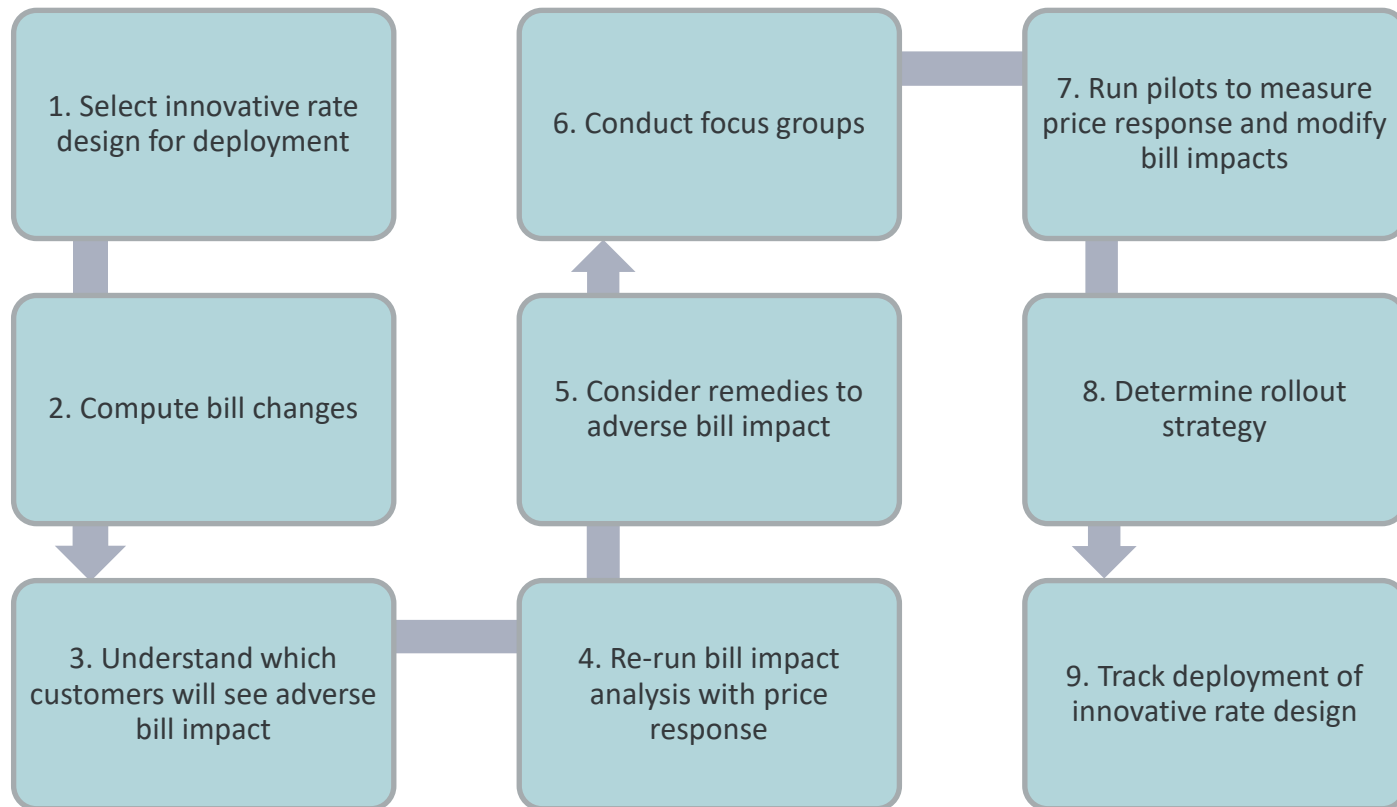 1. Select innovative rate
design for deployment
2. Compute bill changes
3. Understand which
customers will see adverse
bill impact
4. Re-run bill impact
analysis with price
response
5. Consider remedies to
adverse bill impact
6. Conduct focus groups
7. Run pilots to measure
price response and modify
bill impacts
8. Determine rollout
strategy
9. Track deployment of
innovative rate design